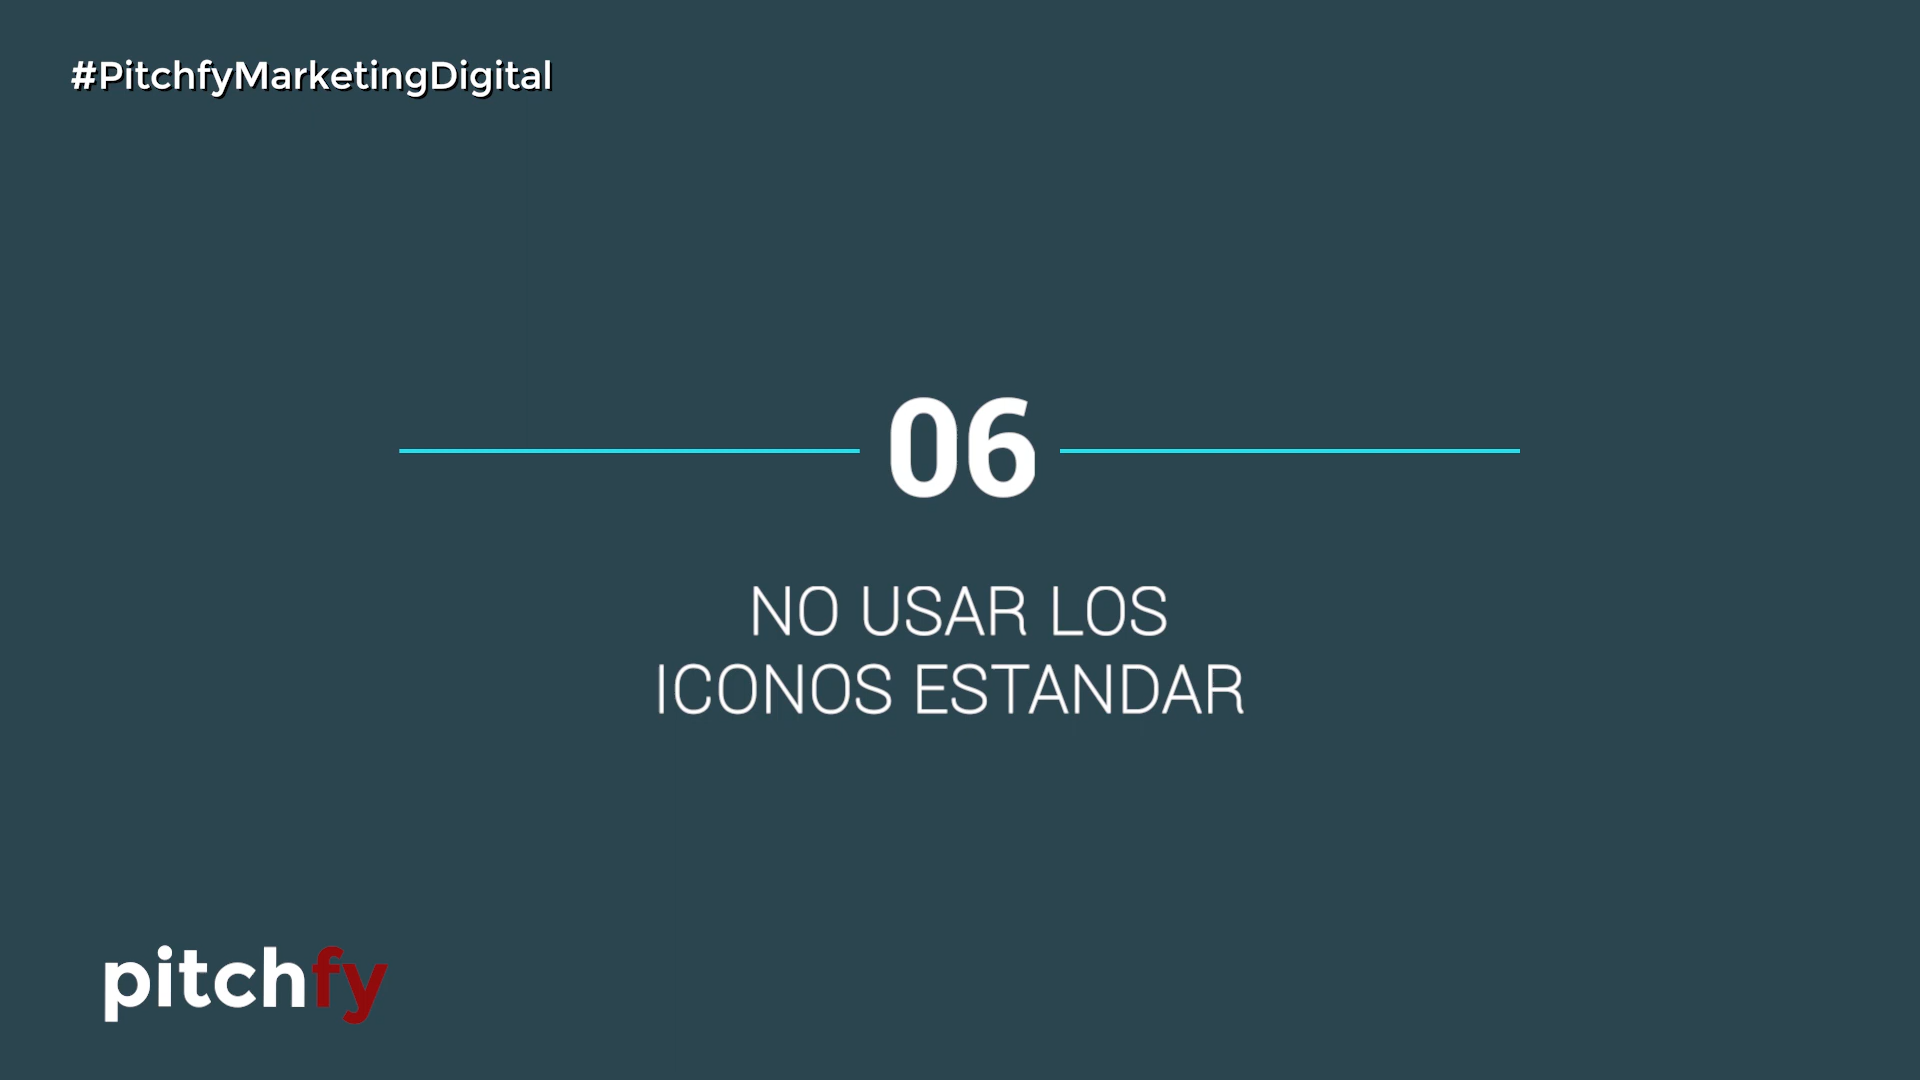 #PitchfyMarketingDigital
06
NO USAR LOS
ICONOS ESTANDAR
pitchfy